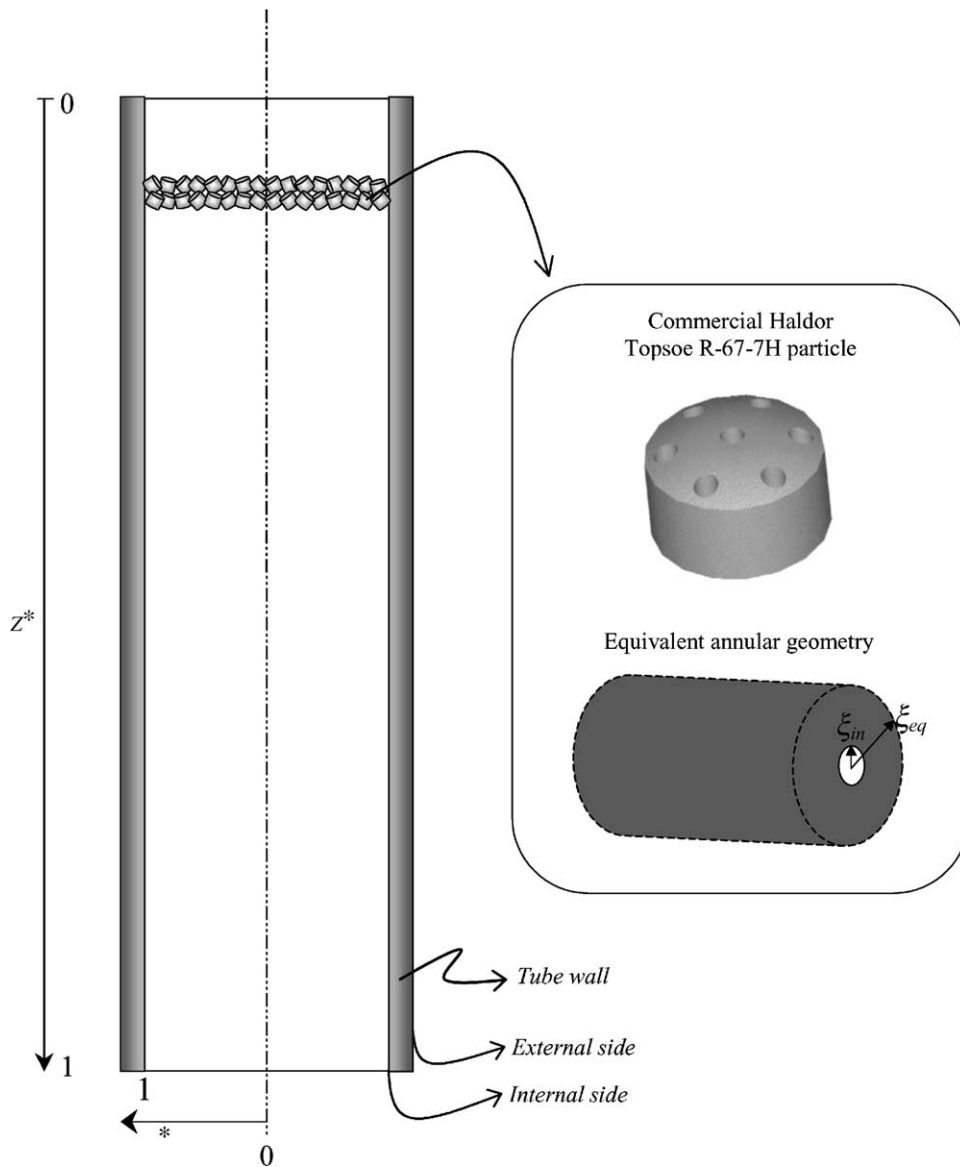 0
Commercial Haldor
Topsoe R-67-7H particle
Equivalent annular geometry
ξin
ξeq
z*
Tube wall
External side
1
1
Internal side
*
0